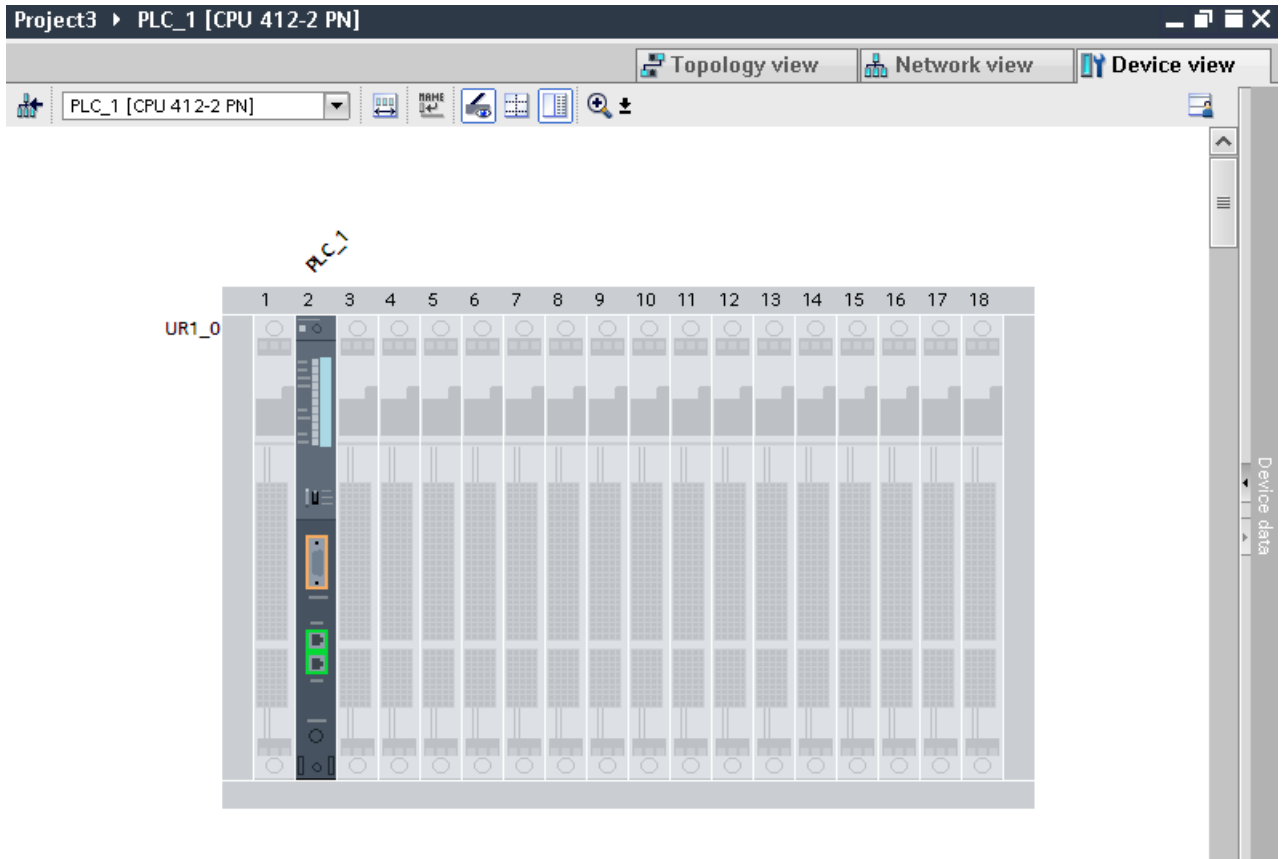 Project3 ▸ PLC_1 [CPU 412-2 PN]
Topology view Network view Device view
PLC_1 [CPU 412-2 PN] NAME
PLC_1
1 2 3 4 5 6 7 8 9 10 11 12 13 14 15 16 17 18
UR1_0
Device data